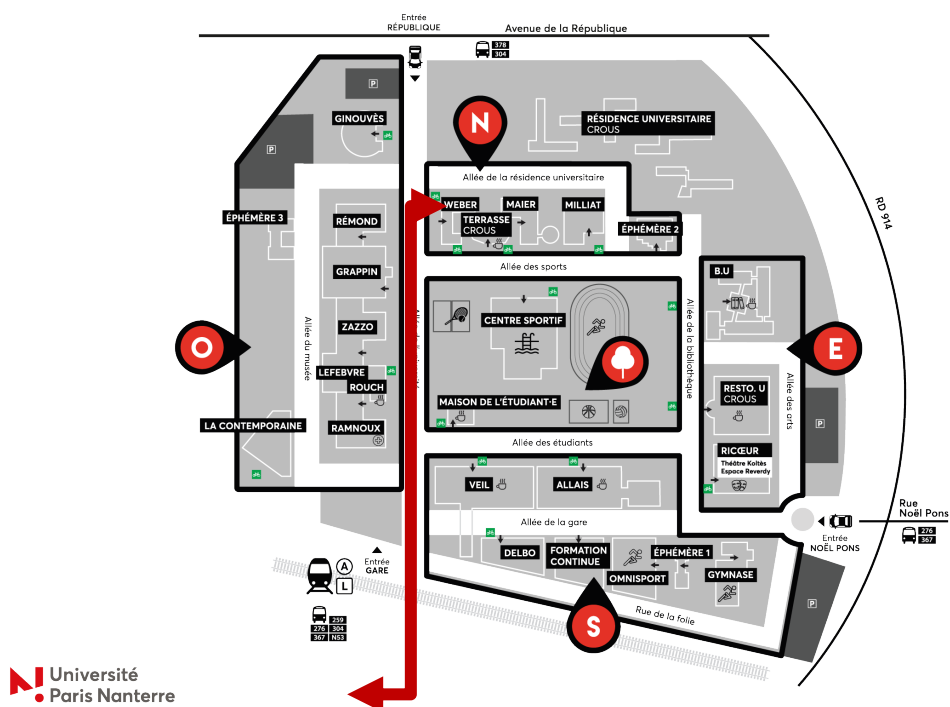 Entrée
RÉPUBLIQUE
Avenue de la République
378
304
P
GINOUVÈS
P
N
RÉSIDENCE UNIVERSITAIRE
CROUS
Allée de la résidence universitaire
RD 914
WEBER
MAIER
MILLIAT
TERRASSE
CROUS
ÉPHÉMÈRE 2
ÉPHÉMÈRE 3
RÉMOND
GRAPPIN
Allée des sports
B.U
ZAZZO
CENTRE SPORTIF
Allée du musée
Allée de la bibliothèque
O
E
LEFEBVRE
ROUCH
MAISON DE L'ÉTUDIANT·E
RESTO. U
CROUS
Allée des arts
LA CONTEMPORAINE
RAMNOUX
P
Allée des étudiants
RICŒUR
Théâtre Koltès
Espace Reverdy
VEIL
ALLAIS
Allée de la gare
Rue
Noël Pons
276
367
Entrée
NOËL PONS
DELBO
FORMATION
CONTINUE
ÉPHÉMÈRE 1
OMNISPORT
GYMNASE
Entrée
GARE
A
L
259
276 304
367 N53
P
S
Rue de la folie
Université
Paris Nanterre